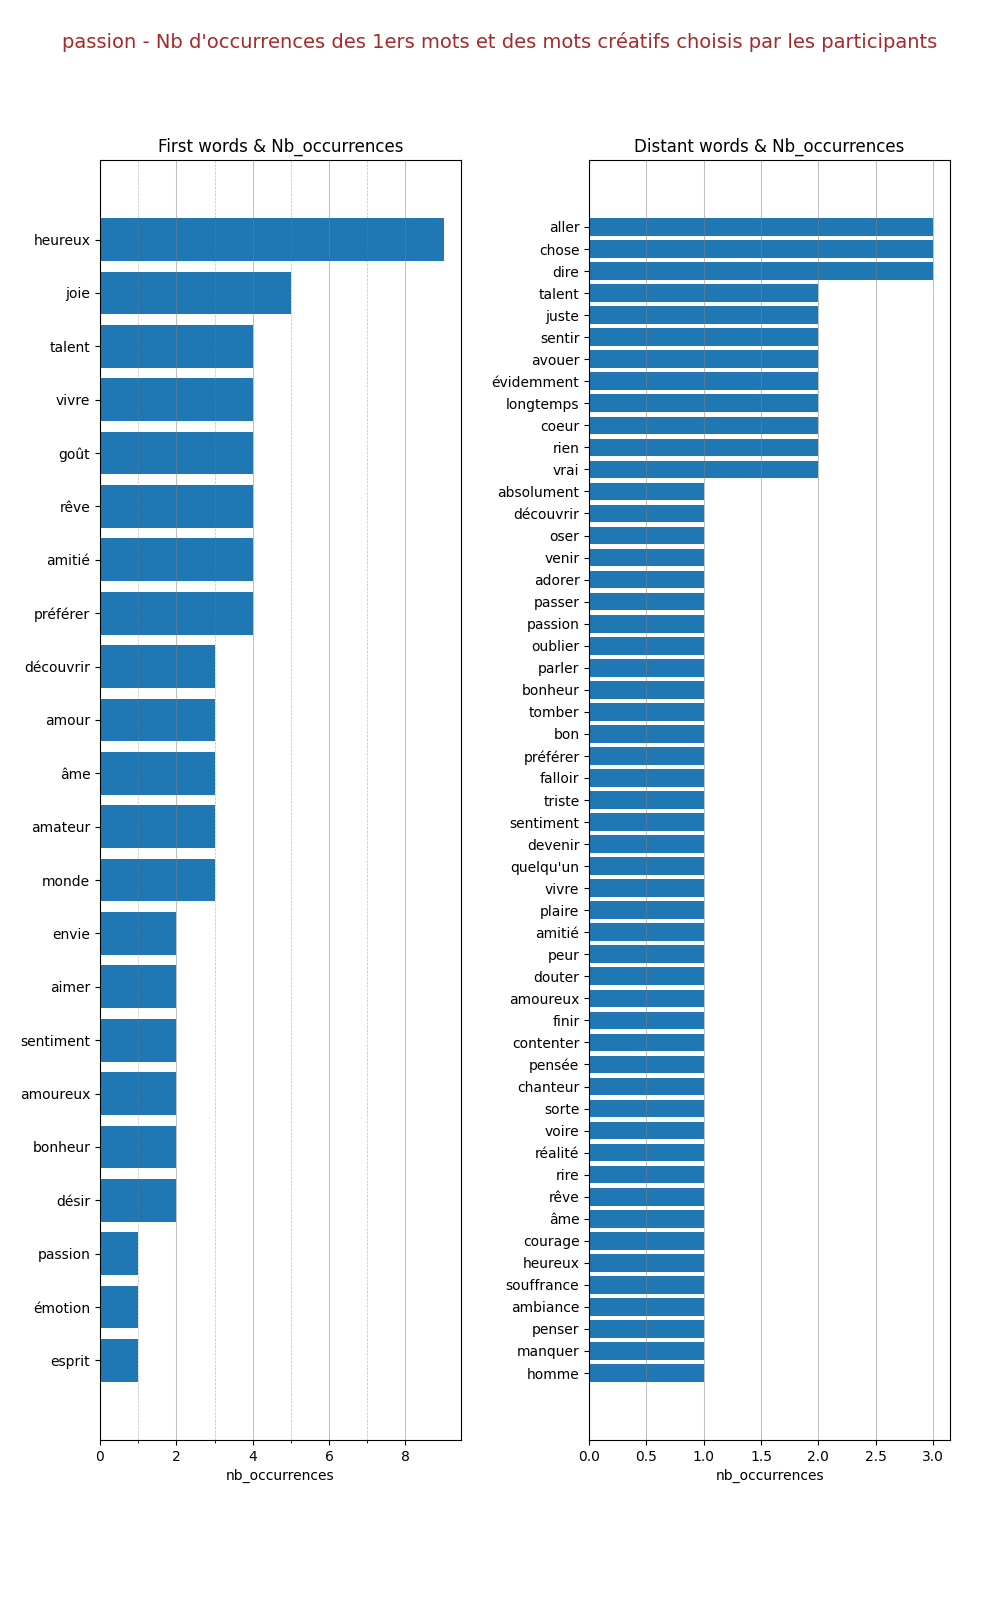 passion - Nb d'occurrences des 1ers mots et des mots créatifs choisis par les participants
First words & Nb_occurrences
heureux
joie
talent
vivre
goût
rêve
amitié
préférer
découvrir
amour
âme
amateur
monde
envie
aimer
sentiment
amoureux
bonheur
désir
passion
émotion
esprit
0 2 4 6 8
nb_occurrences
Distant words & Nb_occurrences
aller
chose
dire
talent
juste
sentir
avouer
évidemment
longtemps
coeur
rien
vrai
absolument
découvrir
oser
venir
adorer
passer
passion
oublier
parler
bonheur
tomber
bon
préférer
falloir
triste
sentiment
devenir
quelqu'un
vivre
plaire
amitié
peur
douter
amoureux
finir
contenter
pensée
chanteur
sorte
voire
réalité
rire
rêve
âme
courage
heureux
souffrance
ambiance
penser
manquer
homme
0.0 0.5 1.0 1.5 2.0 2.5 3.0
nb_occurrences